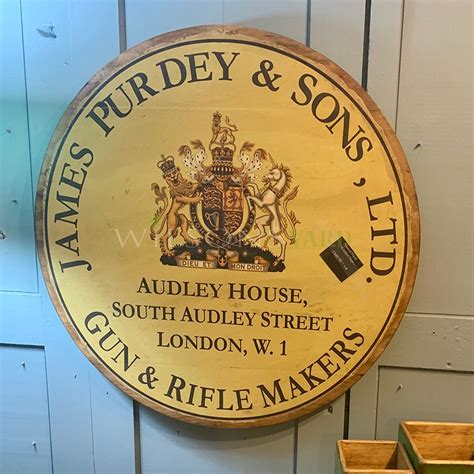 JAMES PURDEY & SONS, LTD.
DIEU ET MON DROIT
AUDLEY HOUSE,
SOUTH AUDLEY STREET
LONDON, W. 1
GUN & RIFLE MAKERS